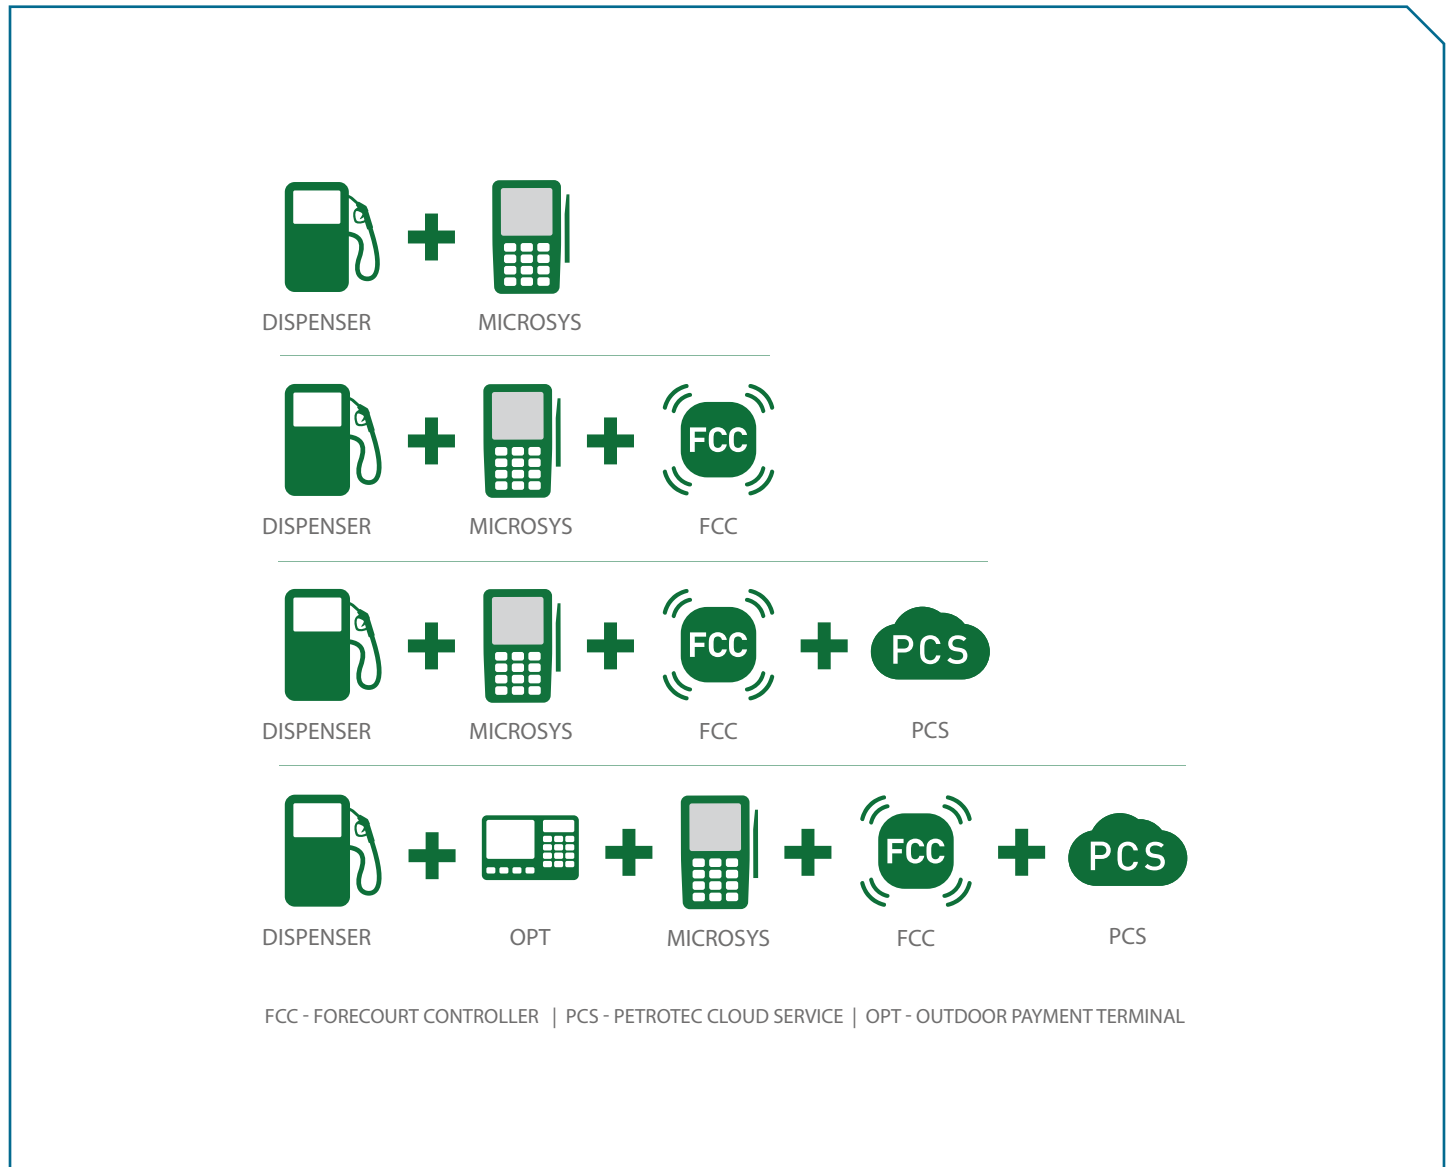 DISPENSER MICROSYS
FCC
DISPENSER MICROSYS FCC
FCC PCS
DISPENSER MICROSYS FCC PCS
FCC PCS
DISPENSER OPT MICROSYS FCC PCS
FCC - FORECOURT CONTROLLER | PCS - PETROTEC CLOUD SERVICE | OPT - OUTDOOR PAYMENT TERMINAL